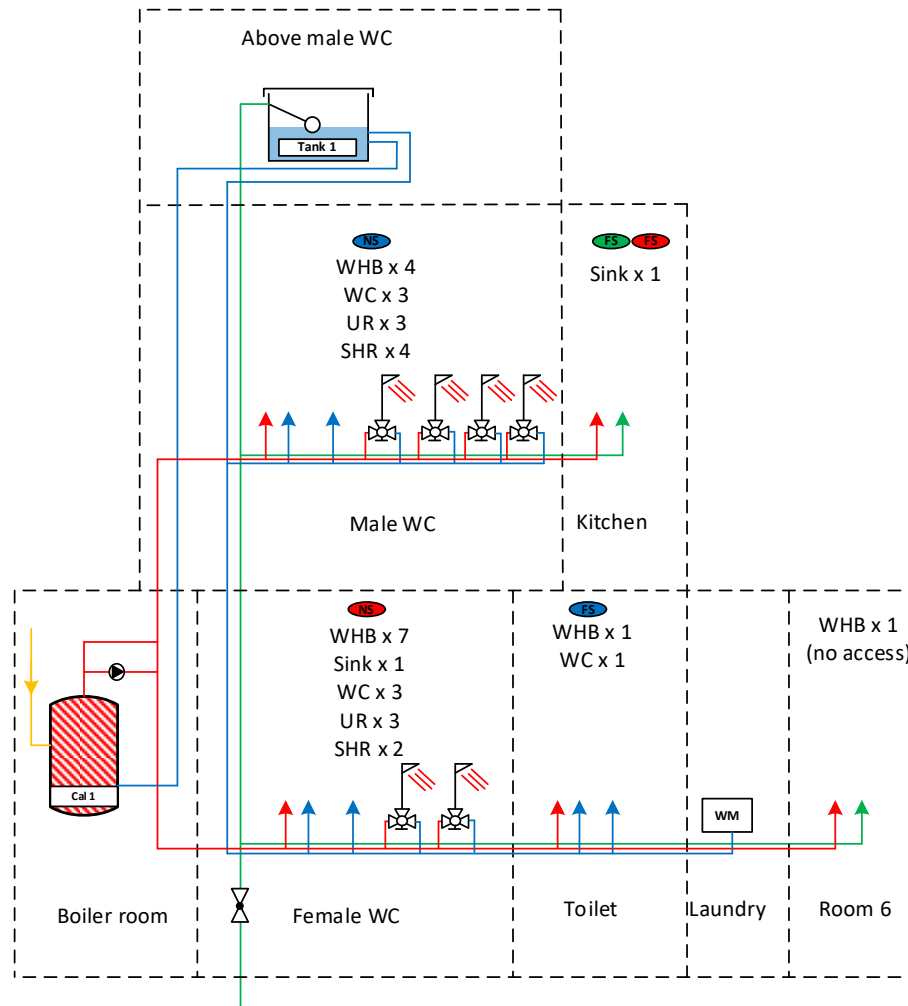 Above male WC
Tank 1
NS
WHB x 4
WC x 3
UR x 3
SHR x 4
FS FS
Sink x 1
Male WC
Kitchen
NS
WHB x 7
Sink x 1
WC x 3
UR x 3
SHR x 2
FS
WHB x 1
WC x 1
WHB x 1
(no access)
Cal 1
WM
Boiler room
Female WC
Toilet
Laundry
Room 6